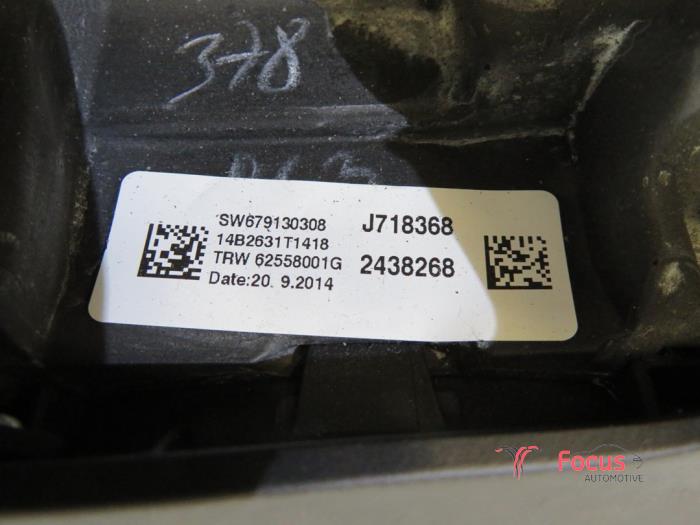 378
SW679130308 J718368
14B2631T1418
TRW 62558001G 2438268
Date:20. 9.2014
Focus
AUTOMOTIVE